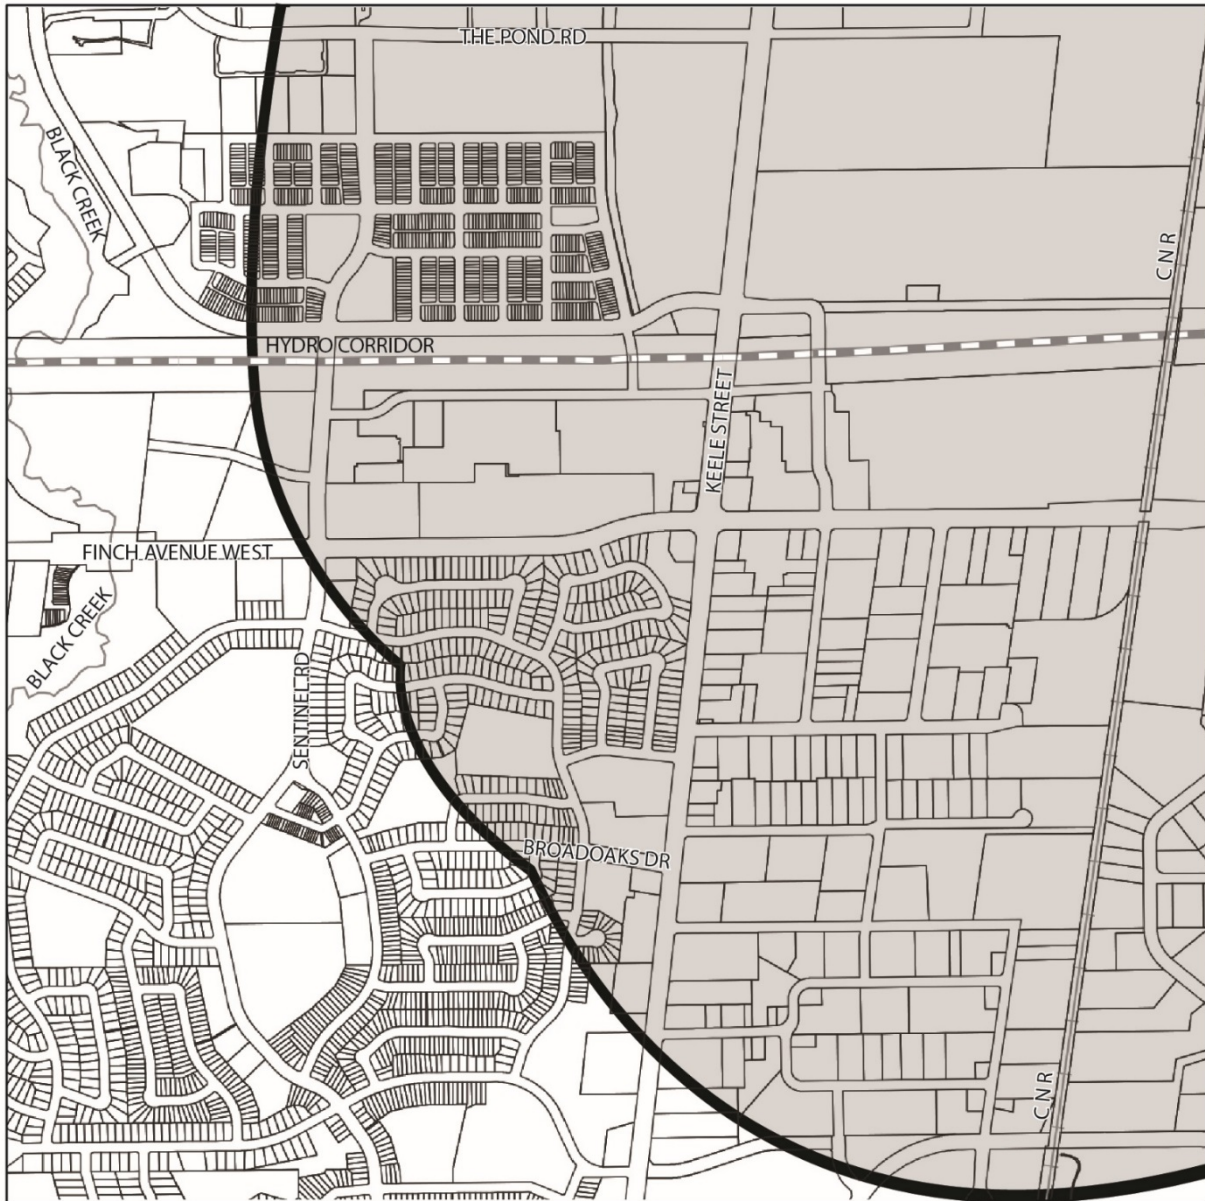 THE POND RD
BLACK CREEK
CNR
HYDRO CORRIDOR
KEELE STREET
FINCH AVENUE WEST
BLACK CREEK
SENTINEL RD
BROADOAKS DR
CNR